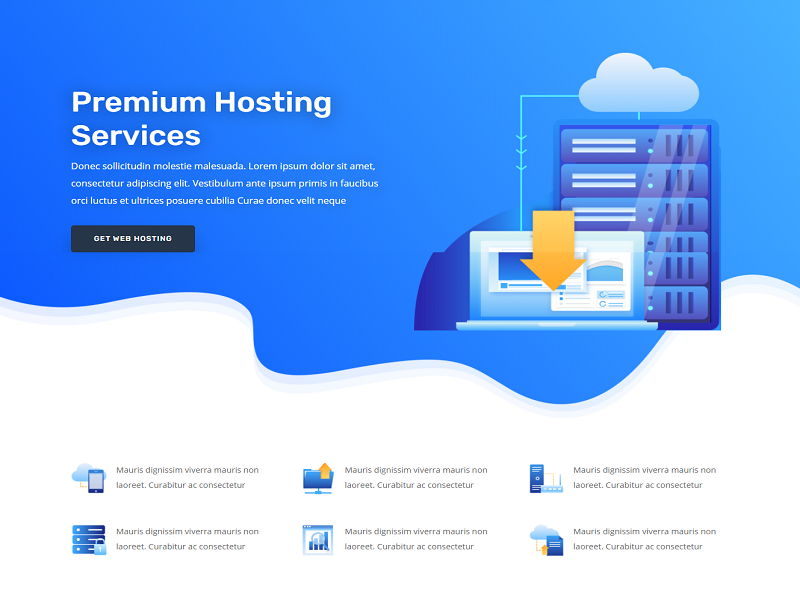 Premium Hosting
Services
Donec sollicitudin molestie malesuada. Lorem ipsum dolor sit amet,
consectetur adipiscing elit. Vestibulum ante ipsum primis in faucibus
orci luctus et ultrices posuere cubilia Curae donec velit neque
GET WEB HOSTING
Mauris dignissim viverra mauris non
laoreet. Curabitur ac consectetur
Mauris dignissim viverra mauris non
laoreet. Curabitur ac consectetur
Mauris dignissim viverra mauris non
laoreet. Curabitur ac consectetur
Mauris dignissim viverra mauris non
laoreet. Curabitur ac consectetur
Mauris dignissim viverra mauris non
laoreet. Curabitur ac consectetur
Mauris dignissim viverra mauris non
laoreet. Curabitur ac consectetur